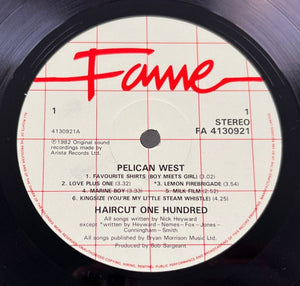 Fame
1
1
4130921A
STEREO
FA 4130921
℗1982 Original sound
recordings made by
Arista Records Ltd.
PELICAN WEST
1. FAVOURITE SHIRTS (BOY MEETS GIRL) (3.02)
2. LOVE PLUS ONE (3.32) *3. LEMON FIREBRIGADE (3.54)
4. MARINE BOY (3.33) *5. MILK FILM (2.58)
6. KINGSIZE (YOU'RE MY LITTLE STEAM WHISTLE) (4.25)
HAIRCUT ONE HUNDRED
All songs written by Nick Heyward
except *written by Heyward-Nemes-Fox-Jones-
Cunningham-Smith
All songs published by Bryan Morrison Music Ltd.
Produced by Bob Sargeant